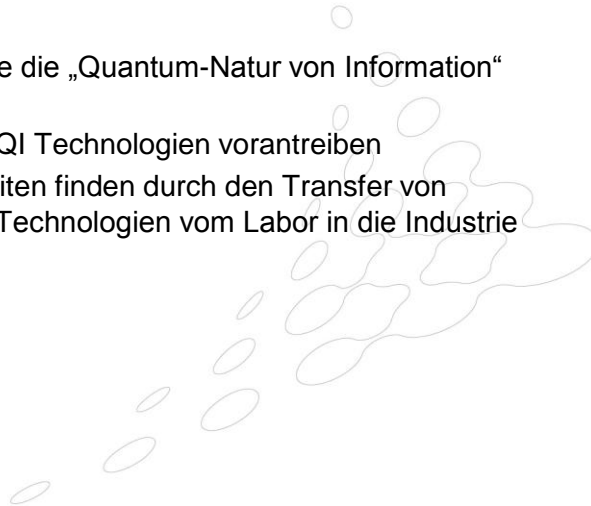 e die „Quantum-Natur von Information“
QI Technologien vorantreiben
iten finden durch den Transfer von
Technologien vom Labor in die Industrie